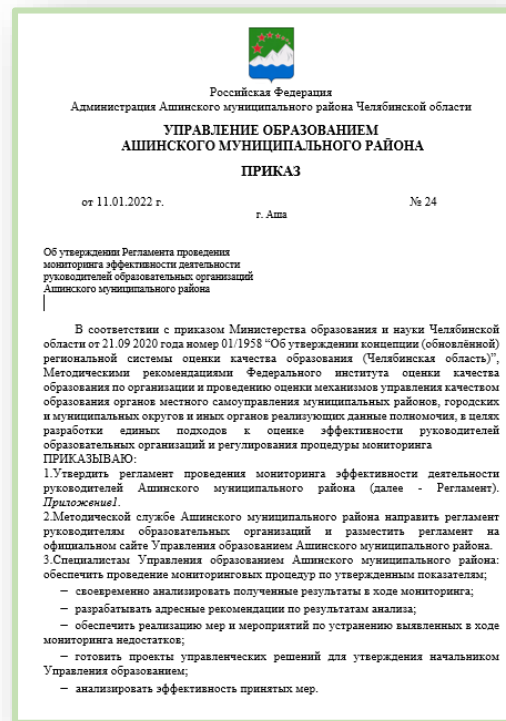 Российская Федерация
Администрация Ашинского муниципального района Челябинской области
УПРАВЛЕНИЕ ОБРАЗОВАНИЕМ
АШИНСКОГО МУНИЦИПАЛЬНОГО РАЙОНА
ПРИКАЗ
от 11.01.2022 г. № 24
г. Аша
Об утверждении Регламента проведения
мониторинга эффективности деятельности
руководителей образовательных организаций
Ашинского муниципального района
В соответствии с приказом Министерства образования и науки Челябинской
области от 21.09 2020 года номер 01/1958 “Об утверждении концепции (обновлённой)
региональной системы оценки качества образования (Челябинская область)”,
Методическими рекомендациями Федерального института оценки качества
образования по организации и проведению оценки механизмов управления качеством
образования органов местного самоуправления муниципальных районов, городских
и муниципальных округов и иных органов реализующих данные полномочия, в целях
разработки единых подходов к оценке эффективности руководителей
образовательных организаций и регулирования процедуры мониторинга
ПРИКАЗЫВАЮ:
1.Утвердить регламент проведения мониторинга эффективности деятельности
руководителей Ашинского муниципального района (далее - Регламент).
Приложение1.
2.Методической службе Ашинского муниципального района направить регламент
руководителям образовательных организаций и разместить регламент на
официальном сайте Управления образованием Ашинского муниципального района.
3.Специалистам Управления образованием Ашинского муниципального района:
обеспечить проведение мониторинговых процедур по утвержденным показателям;
– своевременно анализировать полученные результаты в ходе мониторинга;
– разрабатывать адресные рекомендации по результатам анализа;
– обеспечить реализацию мер и мероприятий по устранению выявленных в ходе
мониторинга недостатков;
– готовить проекты управленческих решений для утверждения начальником
Управления образованием;
– анализировать эффективность принятых мер.